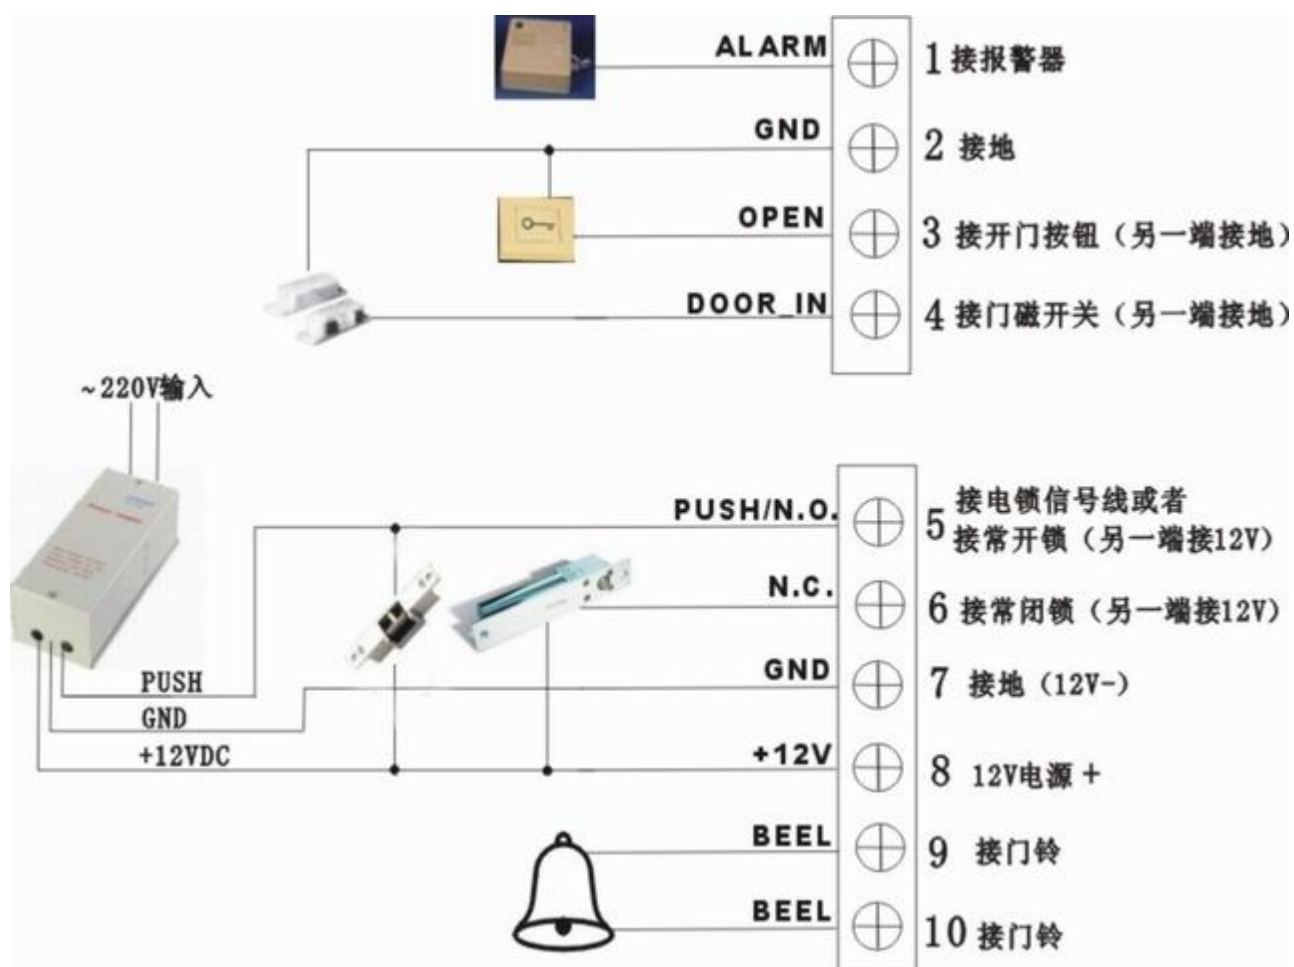 ALARM
1 接报警器
GND
2 接地
OPEN
3 接开门按钮（另一端接地）
DOOR_IN
4 接门磁开关（另一端接地）
~220V输入
PUSH/N.O.
5 接电锁信号线或者
接常开锁（另一端接12V）
N.C.
6 接常闭锁（另一端接12V）
PUSH
GND
7 接地（12V-）
GND
+12VDC
+12V
8 12V电源+
BEEL
9 接门铃
BEEL
10 接门铃